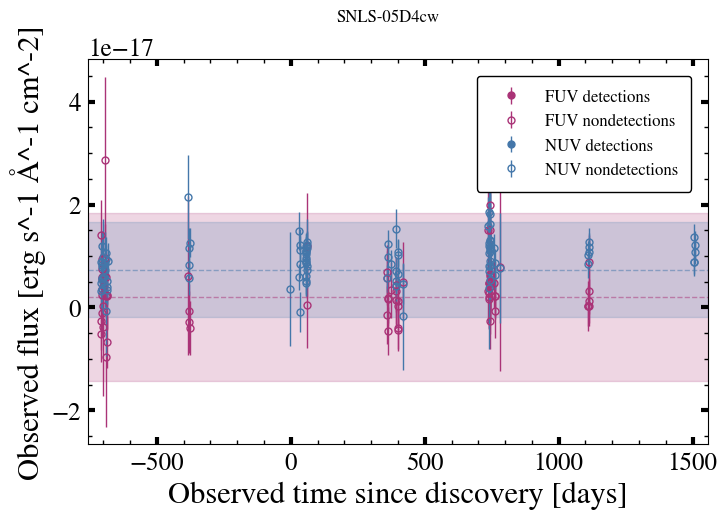 SNLS-05D4cw
1e−17
Observed flux [erg s^-1 Å^-1 cm^-2]
4
2
0
−2
FUV detections
FUV nondetections
NUV detections
NUV nondetections
−500 0 500 1000 1500
Observed time since discovery [days]